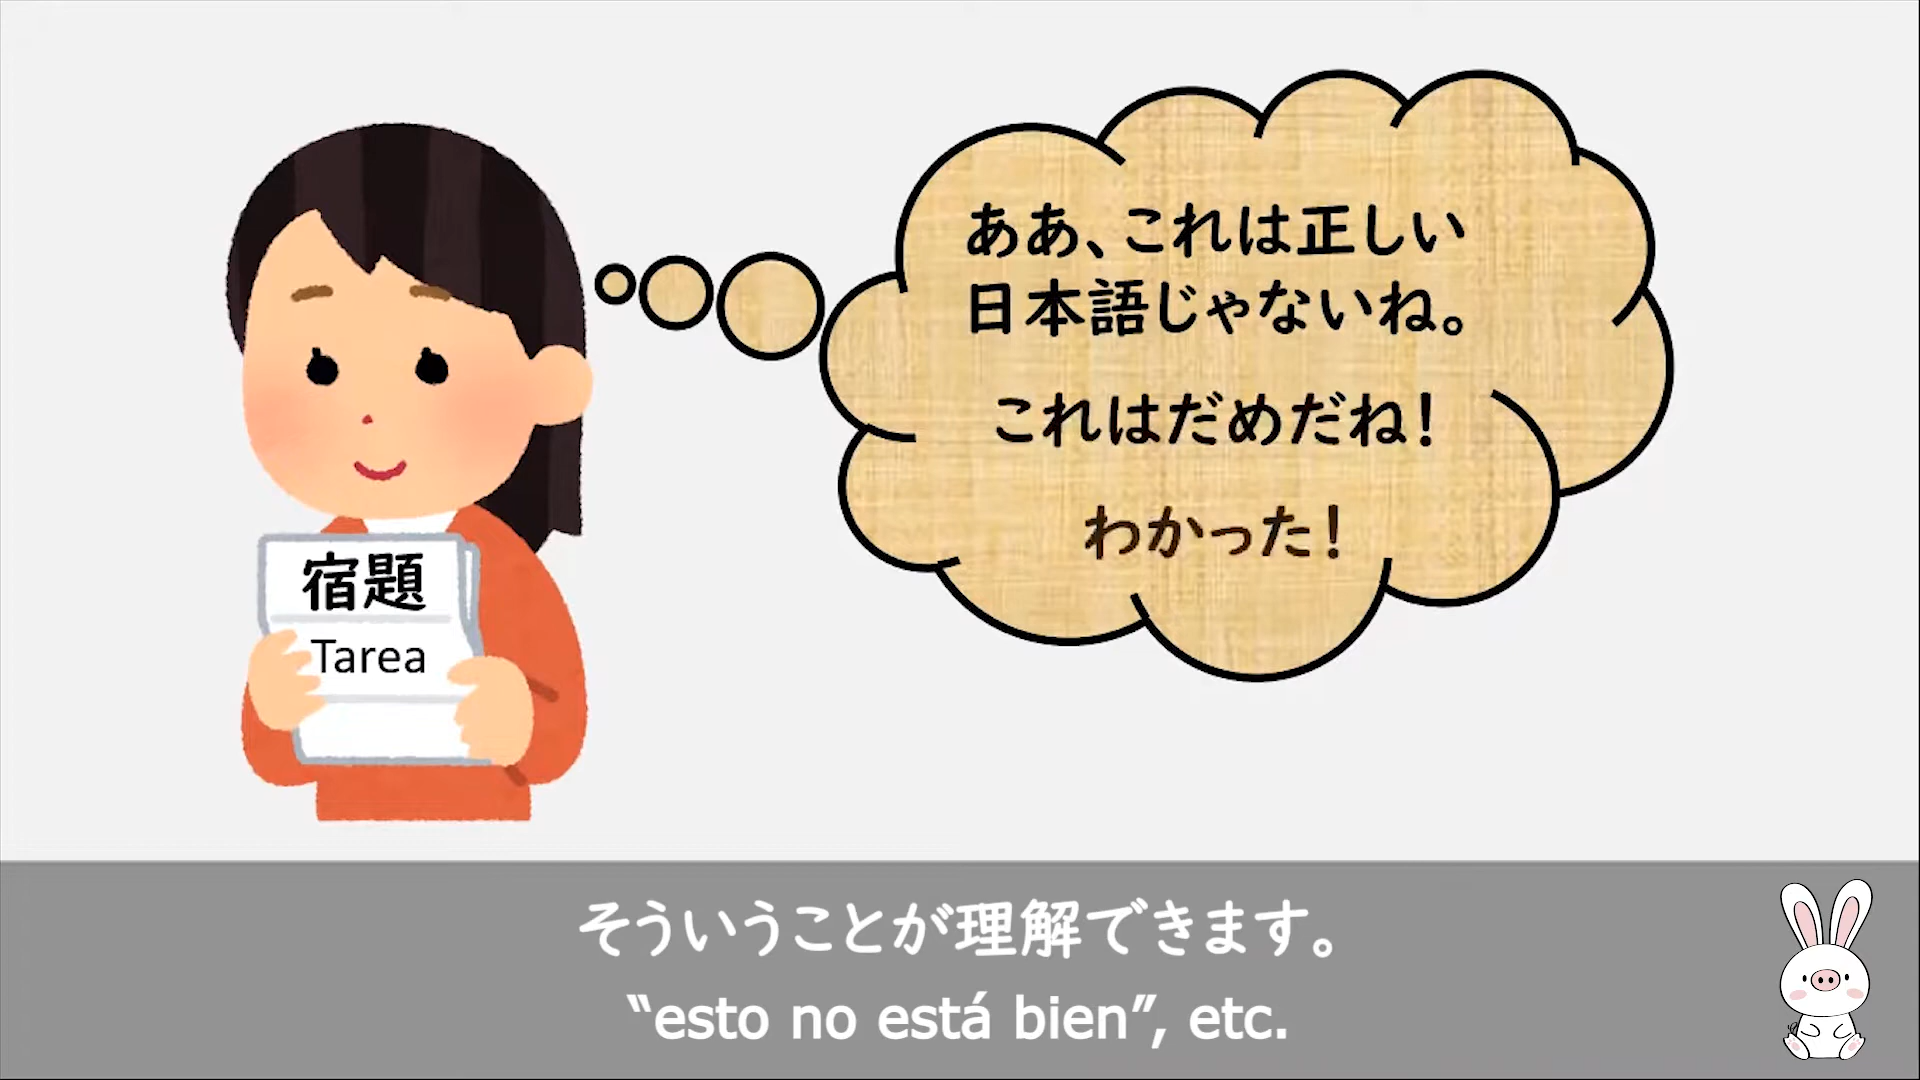 ああ、これは正しい
日本語じゃないね。
これはだめだね！
わかった！
宿題
Tarea
そういうことが理解できます。
“esto no está bien”, etc.